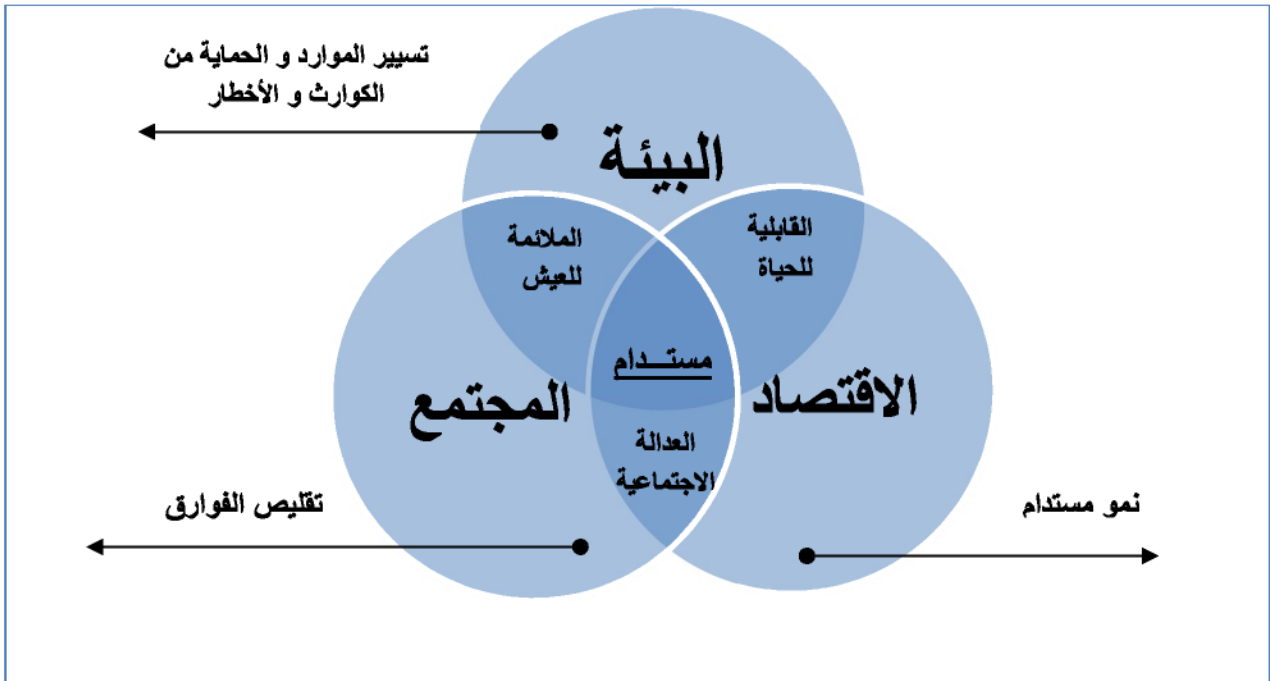 تسيير الموارد و الحماية من
الكوارث و الأخطار
البيئة
القابلية
للحياة
الملائمة
للعيش
مستدام
الاقتصاد
المجتمع
العدالة
الاجتماعية
نمو مستدام
تقليص الفوارق